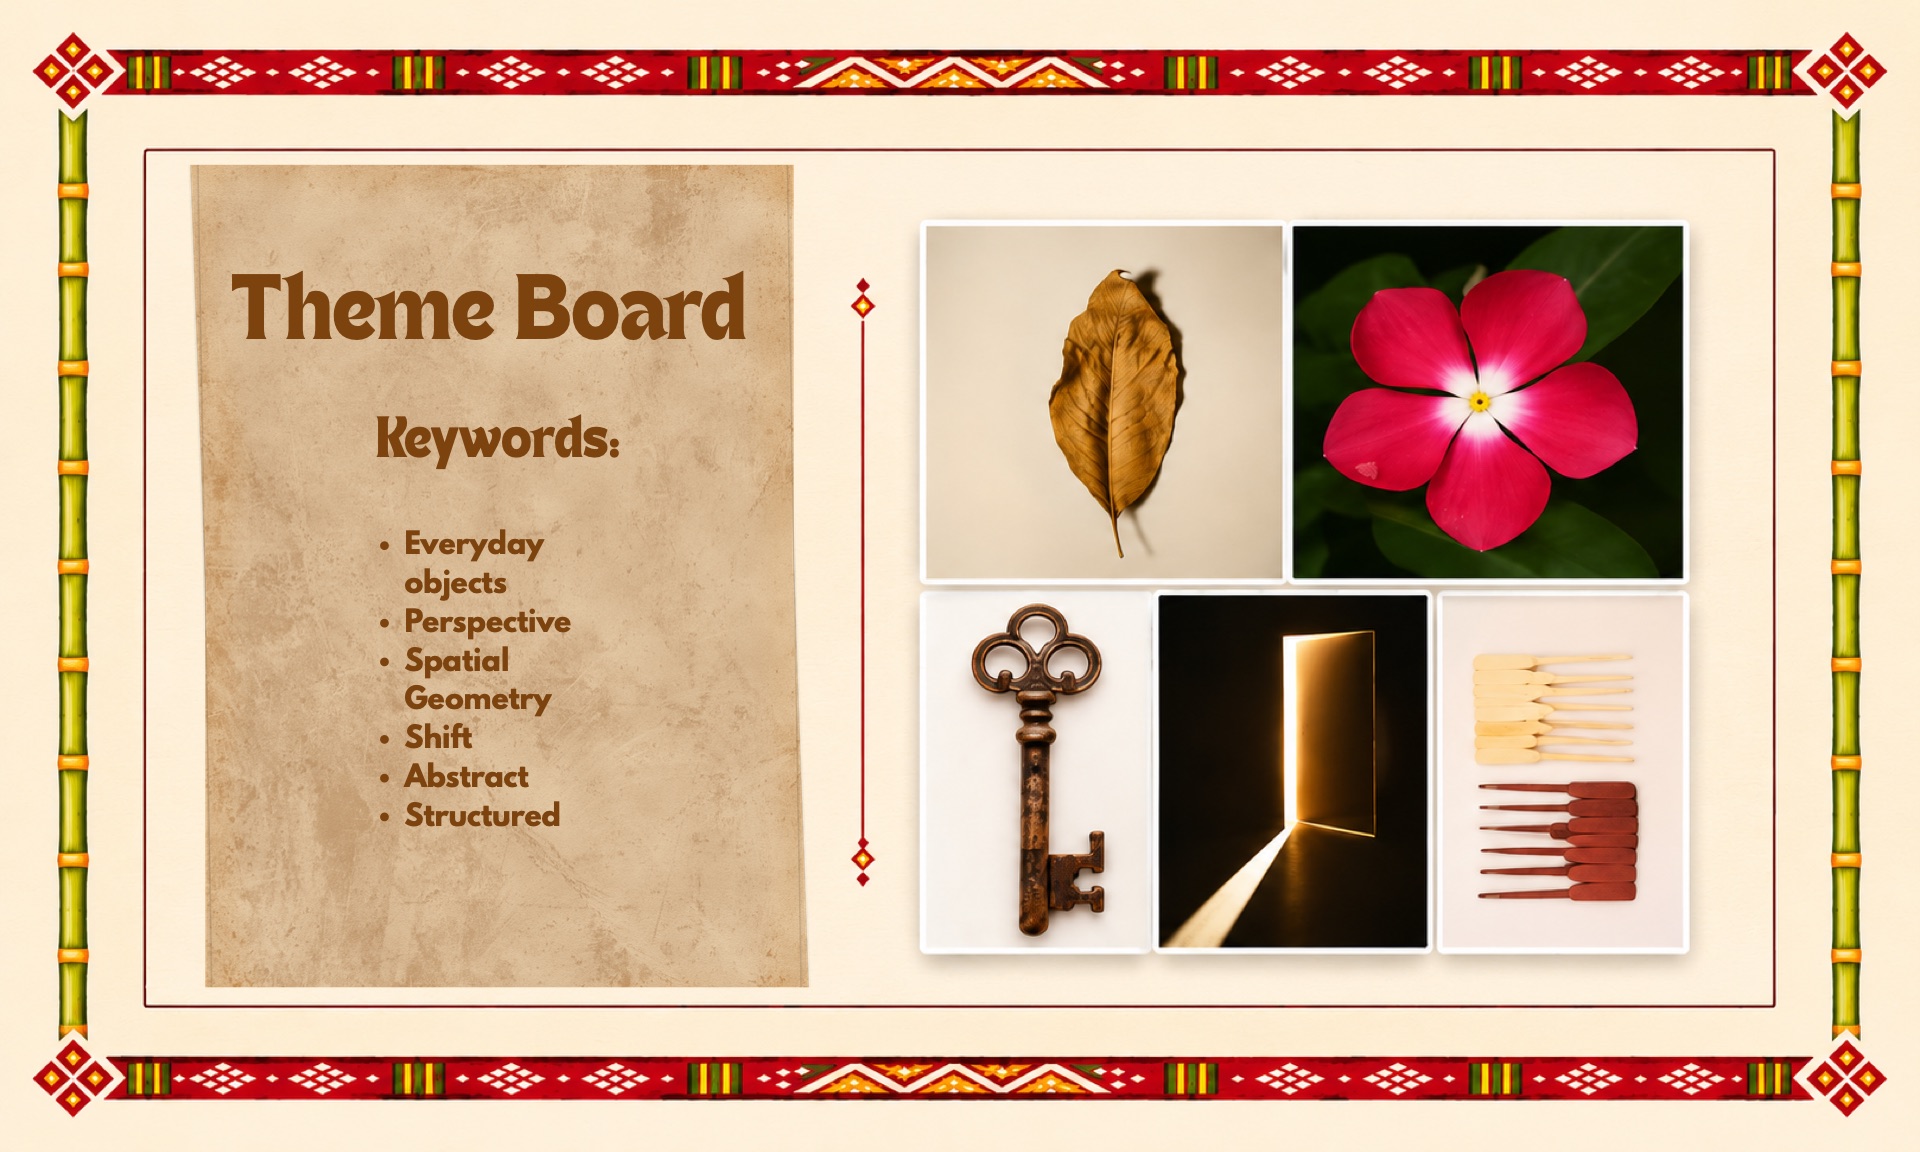 Theme Board
Keywords:
• Everyday
objects
• Perspective
• Spatial
Geometry
• Shift
• Abstract
• Structured